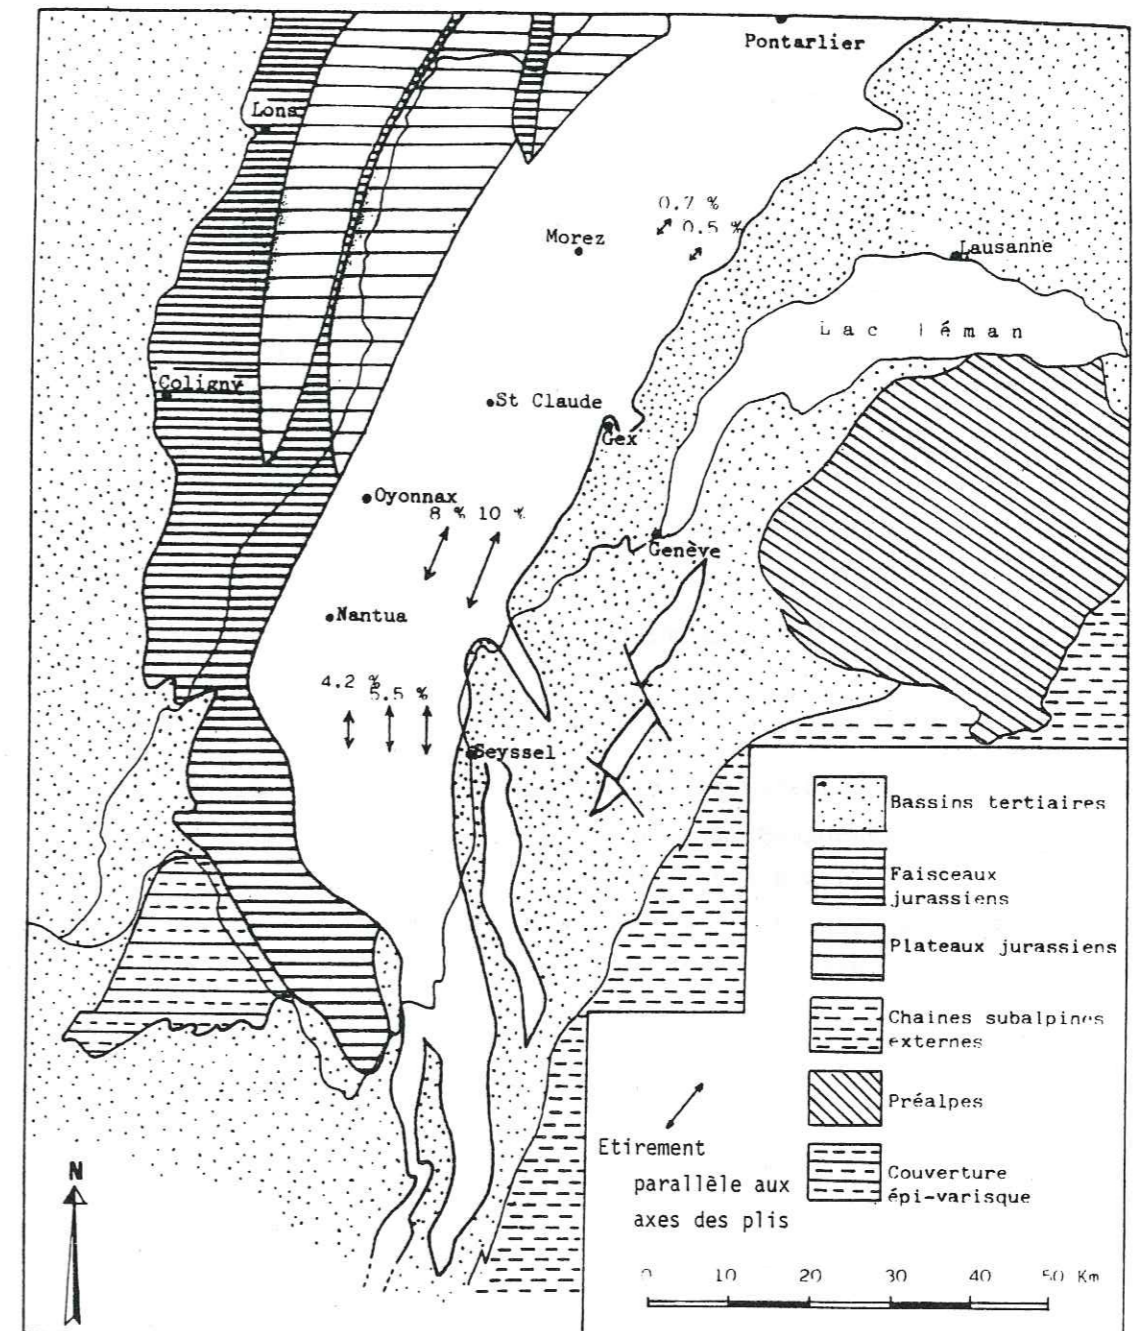 Pontarlier
Lons
0.7 %
0.5 %
Morez
Lausanne
Lac léman
Coligny
St Claude
Gex
Oyonnax
8 % 10 %
Genève
Nantua
4.2 %
5.5 %
Seyssel
Bassins tertiaires
Faisceaux
jurassiens
Plateaux jurassiens
Chaines subalpines
externes
Préalpes
Couverture
épi-varisque
Etirement
parallèle aux
axes des plis
N
0 10 20 30 40 50 Km